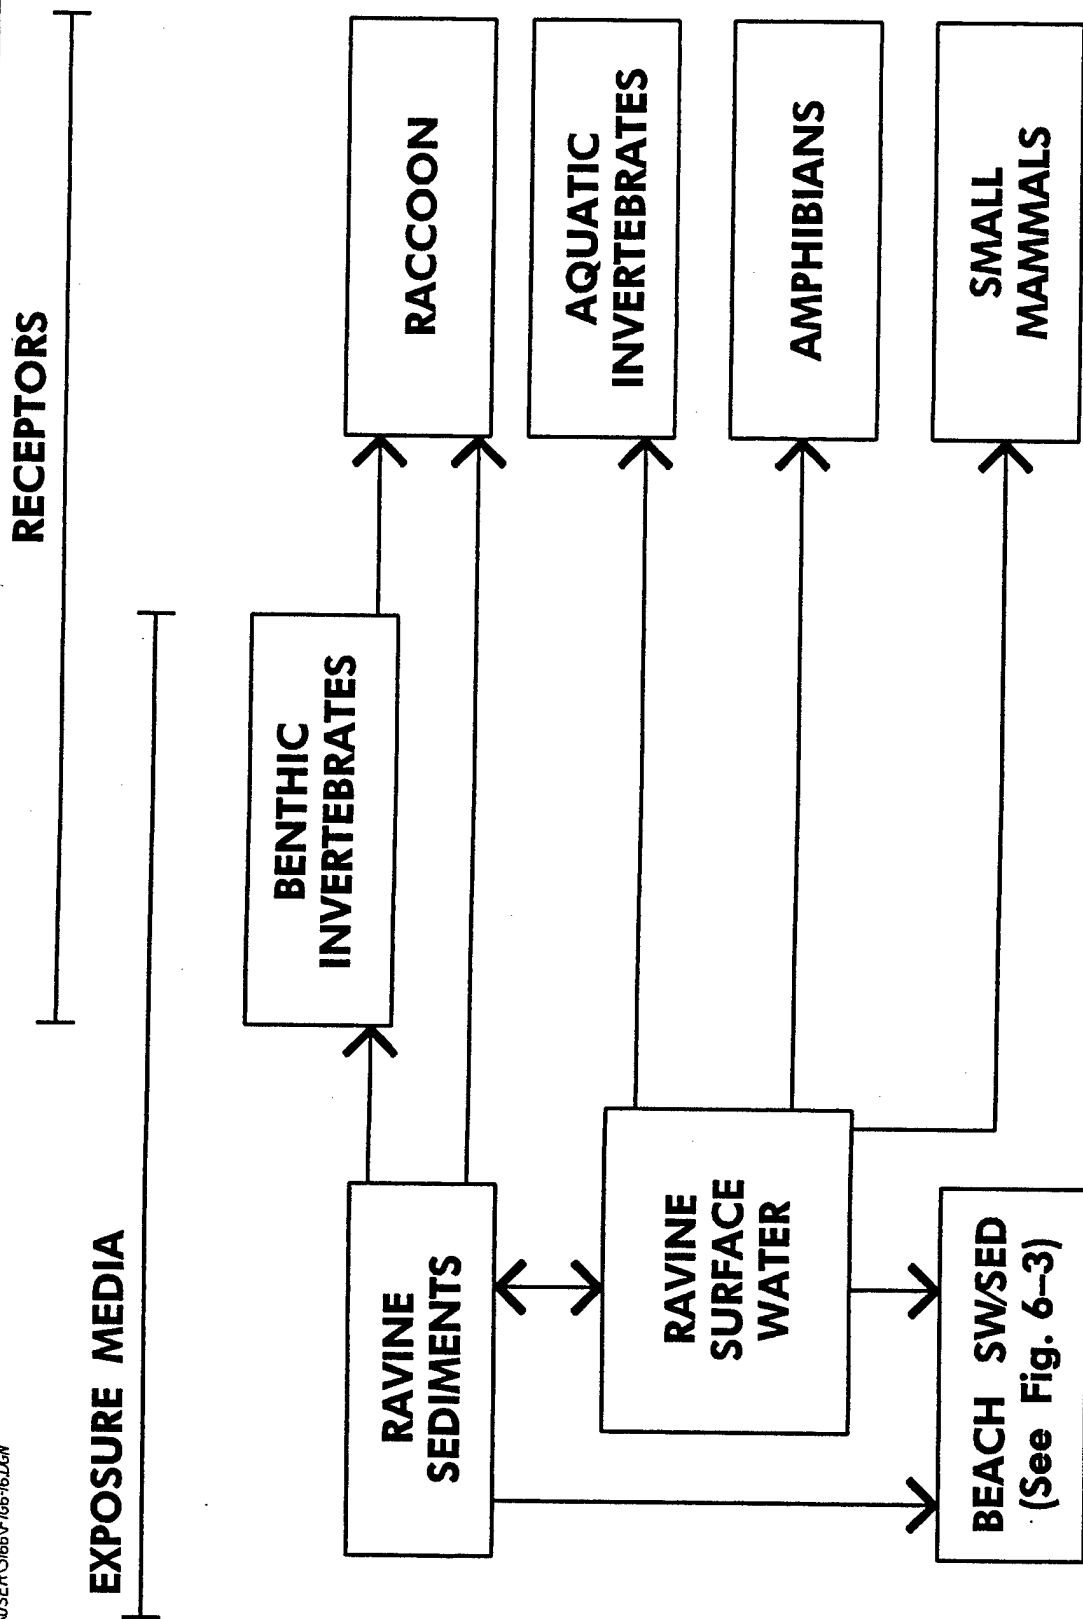 EXPOSURE MEDIA
RECEPTORS
BENTHIC
INVERTEBRATES
RAVINE
SEDIMENTS
RACCOON
RAVINE
SURFACE
WATER
AQUATIC
INVERTEBRATES
AMPHIBIANS
BEACH SW/SED
(See Fig. 6–3)
SMALL
MAMMALS